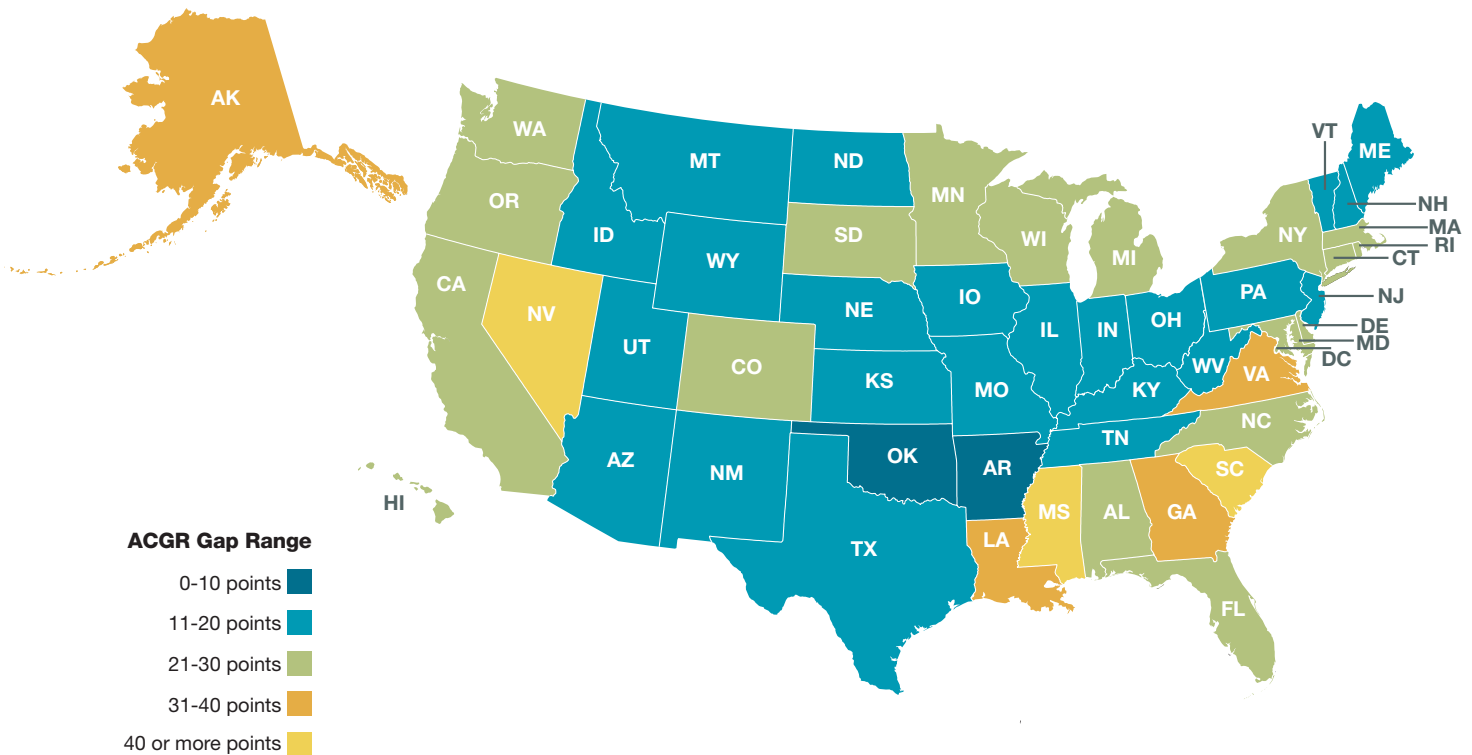 AK
WA
MT
ND
MN
VT
ME
OR
ID
SD
WI
MI
NY
NH
MA
RI
CT
WY
CA
NV
UT
CO
NE
IO
IL
IN
OH
PA
NJ
DE
MD
DC
KS
MO
KY
WV
VA
AZ
NM
OK
AR
TN
NC
SC
HI
TX
LA
MS
AL
GA
FL
ACGR Gap Range
0-10 points
11-20 points
21-30 points
31-40 points
40 or more points